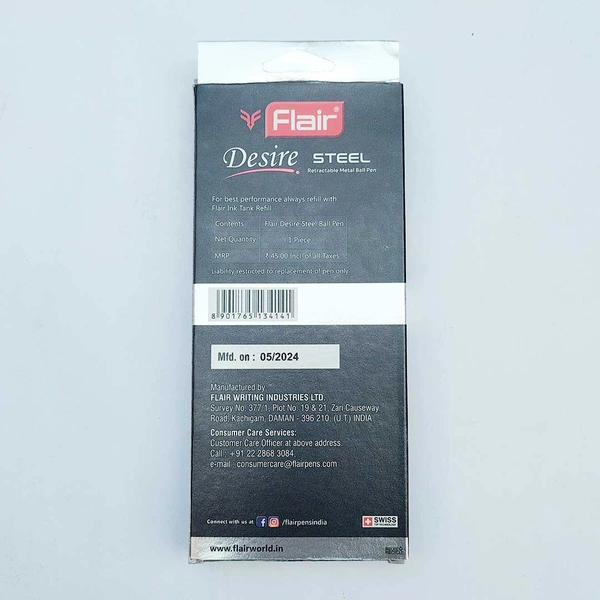 Flair®
Desire STEEL
Retractable Metal Ball Pen
For best performance always refill with
Flair Ink Tank Refill
Contents Flair Desire Steel Ball Pen
Net Quantity 1 Piece
MRP ₹ 45.00 Incl of all Taxes
Liability restricted to replacement of pen only
8 901765 134141
Mfd. on : 05/2024
Manufactured by
FLAIR WRITING INDUSTRIES LTD.
Survey No. 377/1, Plot No. 19 & 21, Zari Causeway
Road, Kachigam, DAMAN - 396 210. (U.T.) INDIA
Consumer Care Services:
Customer Care Officer at above address.
Call : +91 22 2868 3084
e-mail : consumercare@flairpens.com
Connect with us at f /flairpensindia
SWISS
TIP TECHNOLOGY
www.flairworld.in